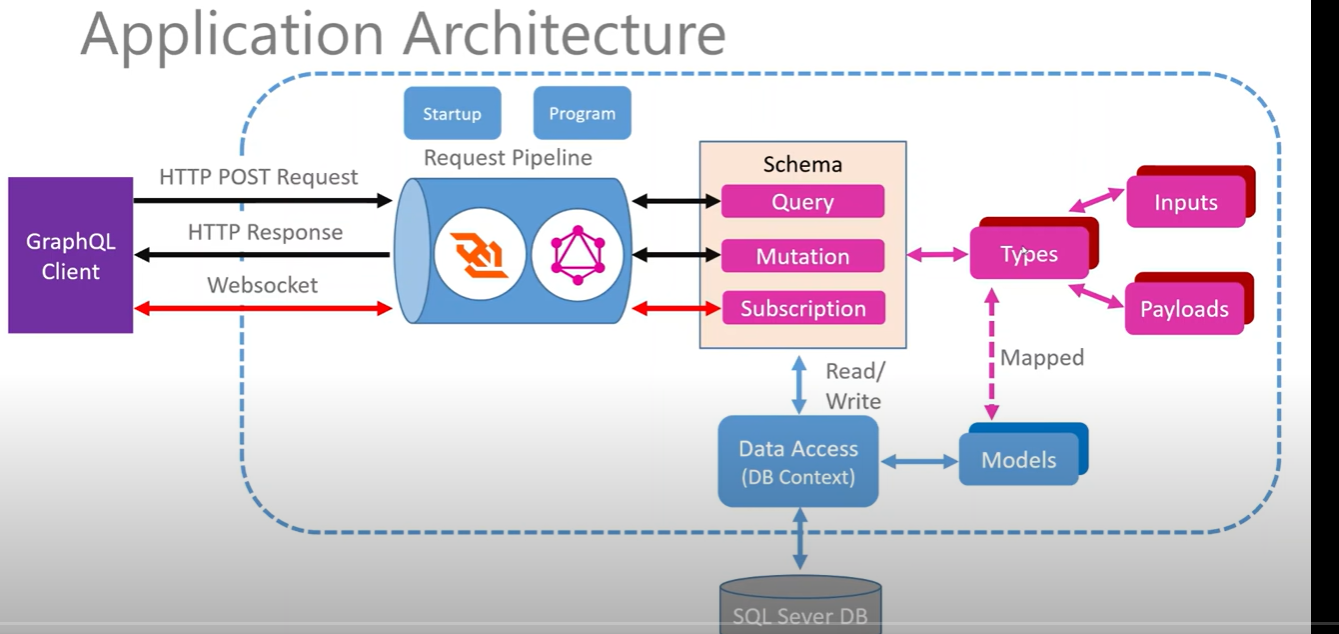 Application Architecture
Startup
Program
Request Pipeline
HTTP POST Request
HTTP Response
Websocket
GraphQL
Client
Schema
Query
Mutation
Subscription
Types
Inputs
Payloads
Mapped
Read/
Write
Data Access
(DB Context)
Models
SQL Sever DB